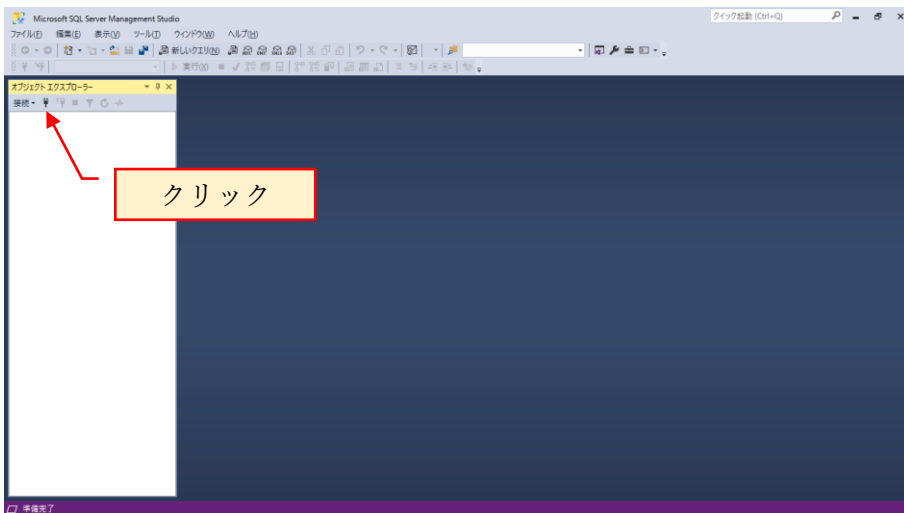 Microsoft SQL Server Management Studio
クイック起動 (Ctrl+Q)
ファイル(F) 編集(E) 表示(V) ツール(T) ウィンドウ(W) ヘルプ(H)
新しいクエリ(N)
実行(X)
オブジェクト エクスプローラー
接続
クリック
準備完了